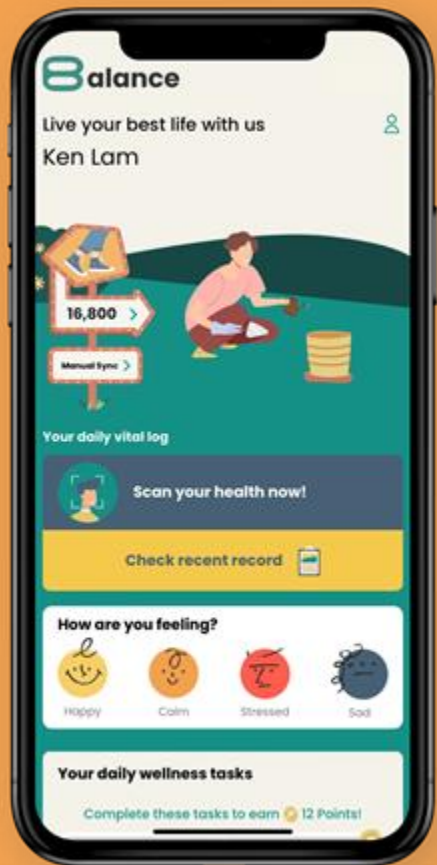 Balance
Live your best life with us
Ken Lam
16,800 >
Manual Sync >
Your daily vital log
Scan your health now!
Check recent record
How are you feeling?
Happy Calm Stressed Sad
Your daily wellness tasks
Complete these tasks to earn 12 Points!